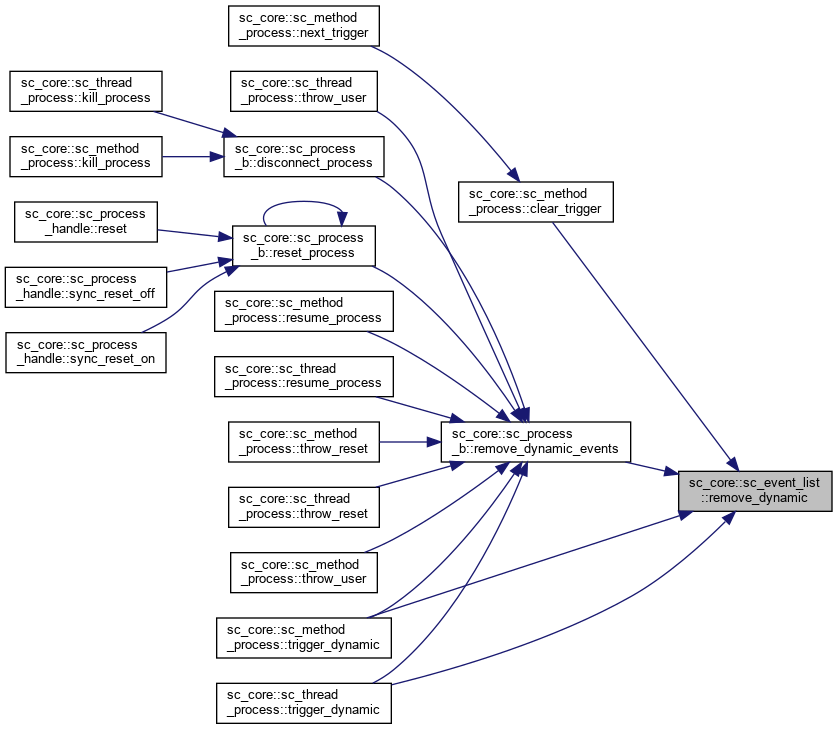 sc_core::sc_method
_process::next_trigger
sc_core::sc_thread
_process::kill_process
sc_core::sc_thread
_process::throw_user
sc_core::sc_method
_process::kill_process
sc_core::sc_process
_b::disconnect_process
sc_core::sc_method
_process::clear_trigger
sc_core::sc_process
_handle::reset
sc_core::sc_process
_b::reset_process
sc_core::sc_process
_handle::sync_reset_off
sc_core::sc_method
_process::resume_process
sc_core::sc_process
_handle::sync_reset_on
sc_core::sc_thread
_process::resume_process
sc_core::sc_method
_process::throw_reset
sc_core::sc_process
_b::remove_dynamic_events
sc_core::sc_event_list
::remove_dynamic
sc_core::sc_thread
_process::throw_reset
sc_core::sc_method
_process::throw_user
sc_core::sc_method
_process::trigger_dynamic
sc_core::sc_thread
_process::trigger_dynamic